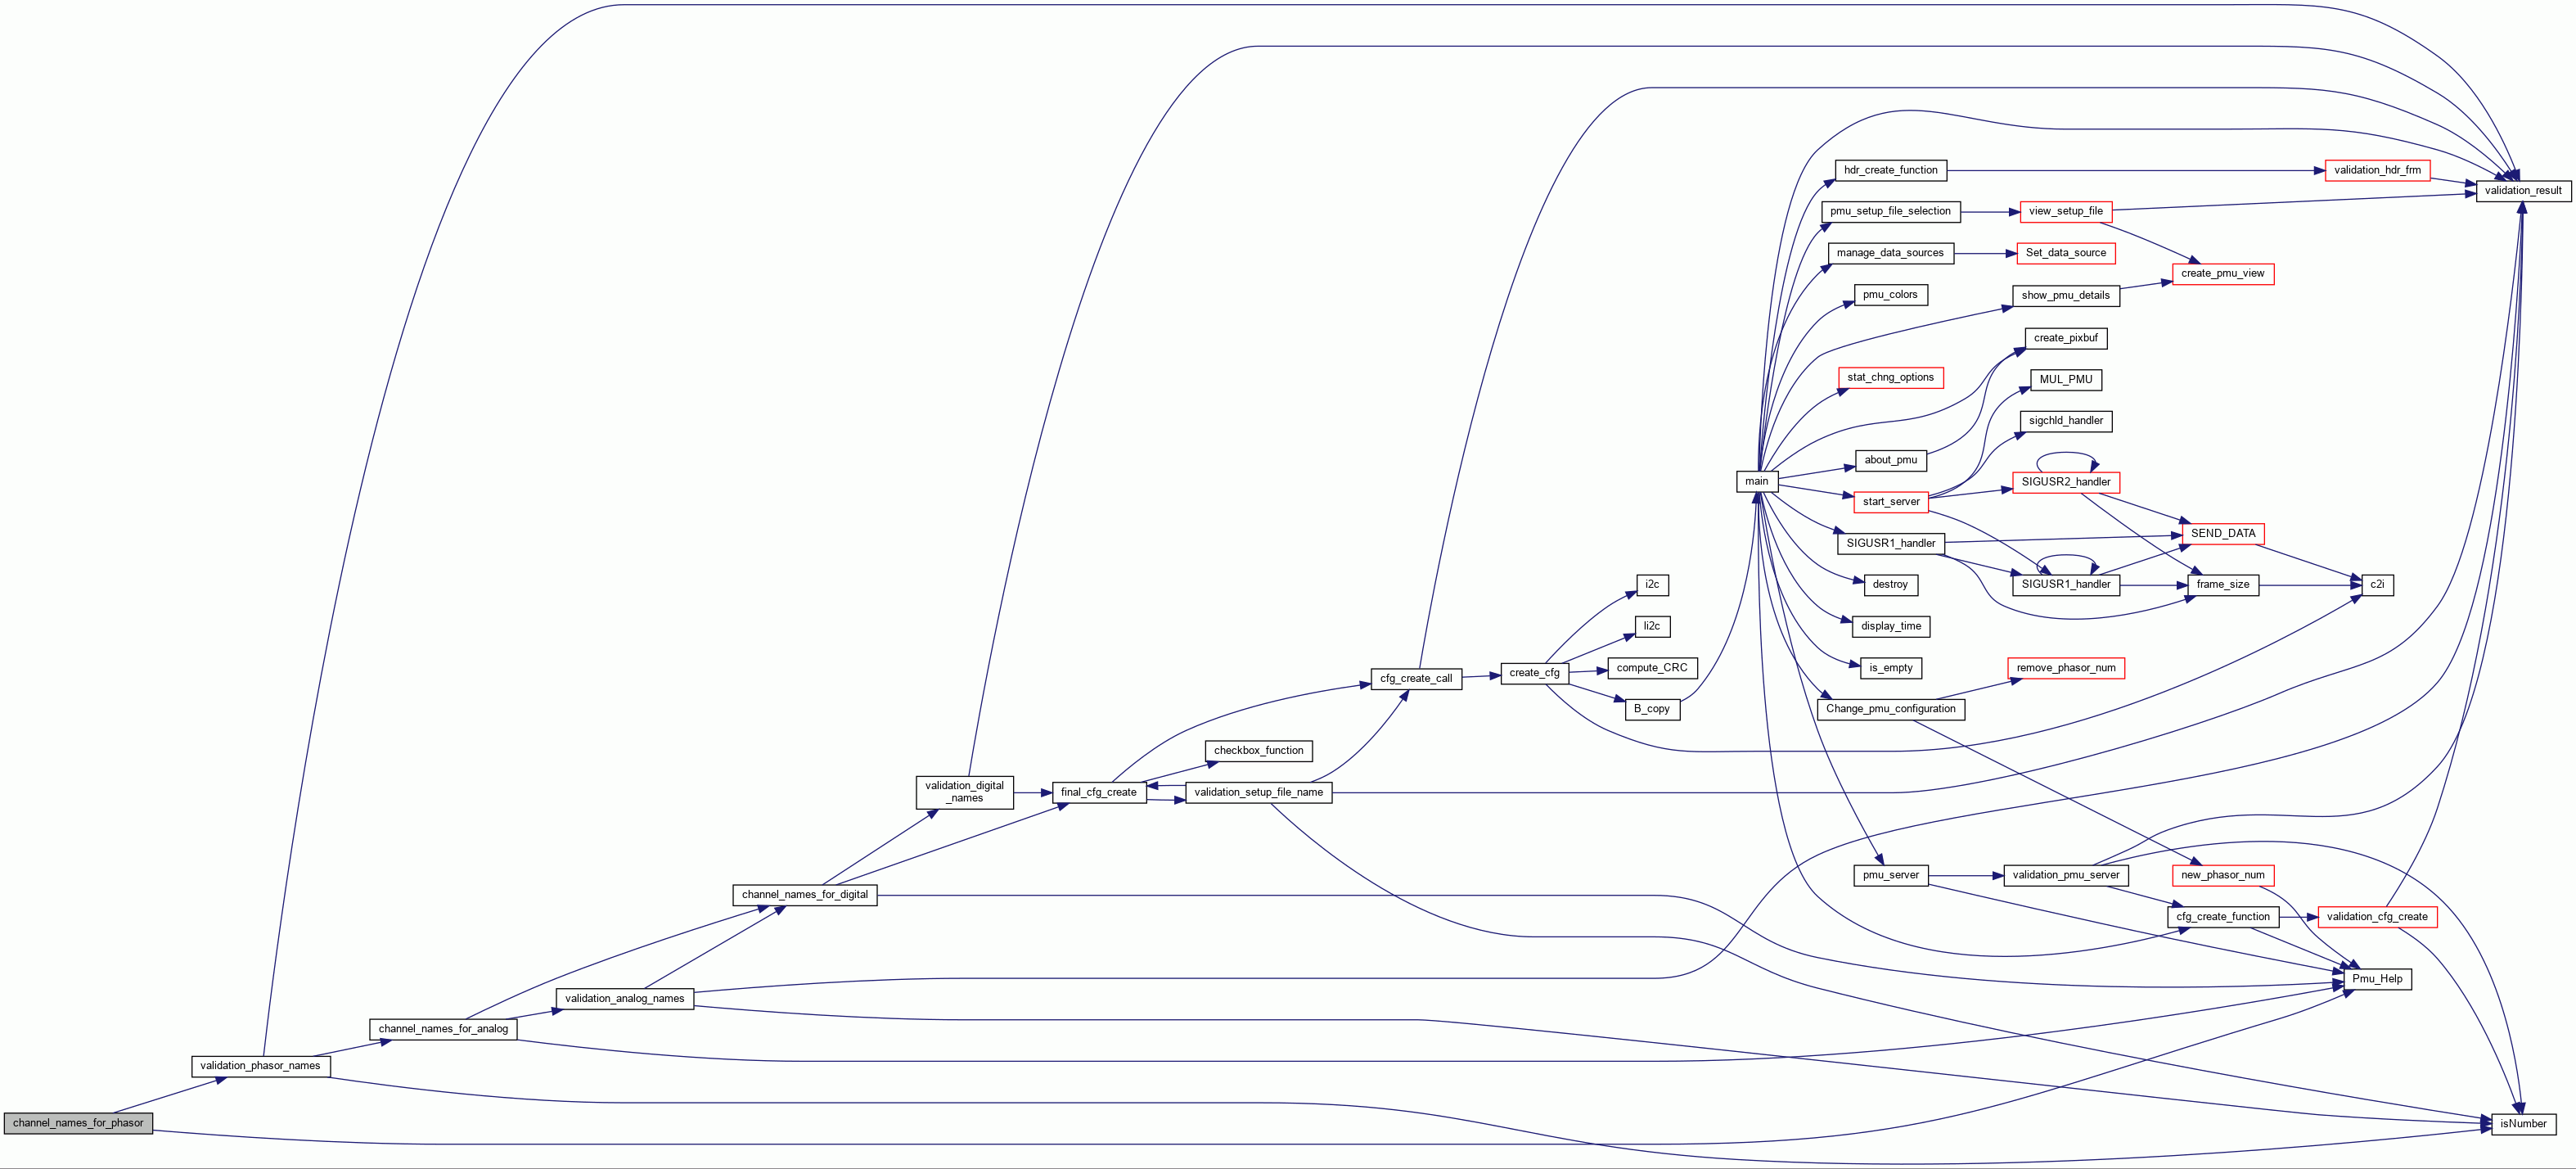 validation_result
hdr_create_function
validation_hdr_frm
pmu_setup_file_selection
view_setup_file
manage_data_sources
Set_data_source
create_pmu_view
pmu_colors
show_pmu_details
create_pixbuf
stat_chng_options
MUL_PMU
sigchld_handler
about_pmu
main
SIGUSR2_handler
start_server
SEND_DATA
SIGUSR1_handler
i2c
destroy
SIGUSR1_handler
frame_size
c2i
li2c
display_time
compute_CRC
is_empty
remove_phasor_num
create_cfg
cfg_create_call
B_copy
Change_pmu_configuration
checkbox_function
validation_digital
_names
final_cfg_create
validation_setup_file_name
pmu_server
validation_pmu_server
new_phasor_num
channel_names_for_digital
cfg_create_function
validation_cfg_create
Pmu_Help
validation_analog_names
channel_names_for_analog
validation_phasor_names
channel_names_for_phasor
isNumber